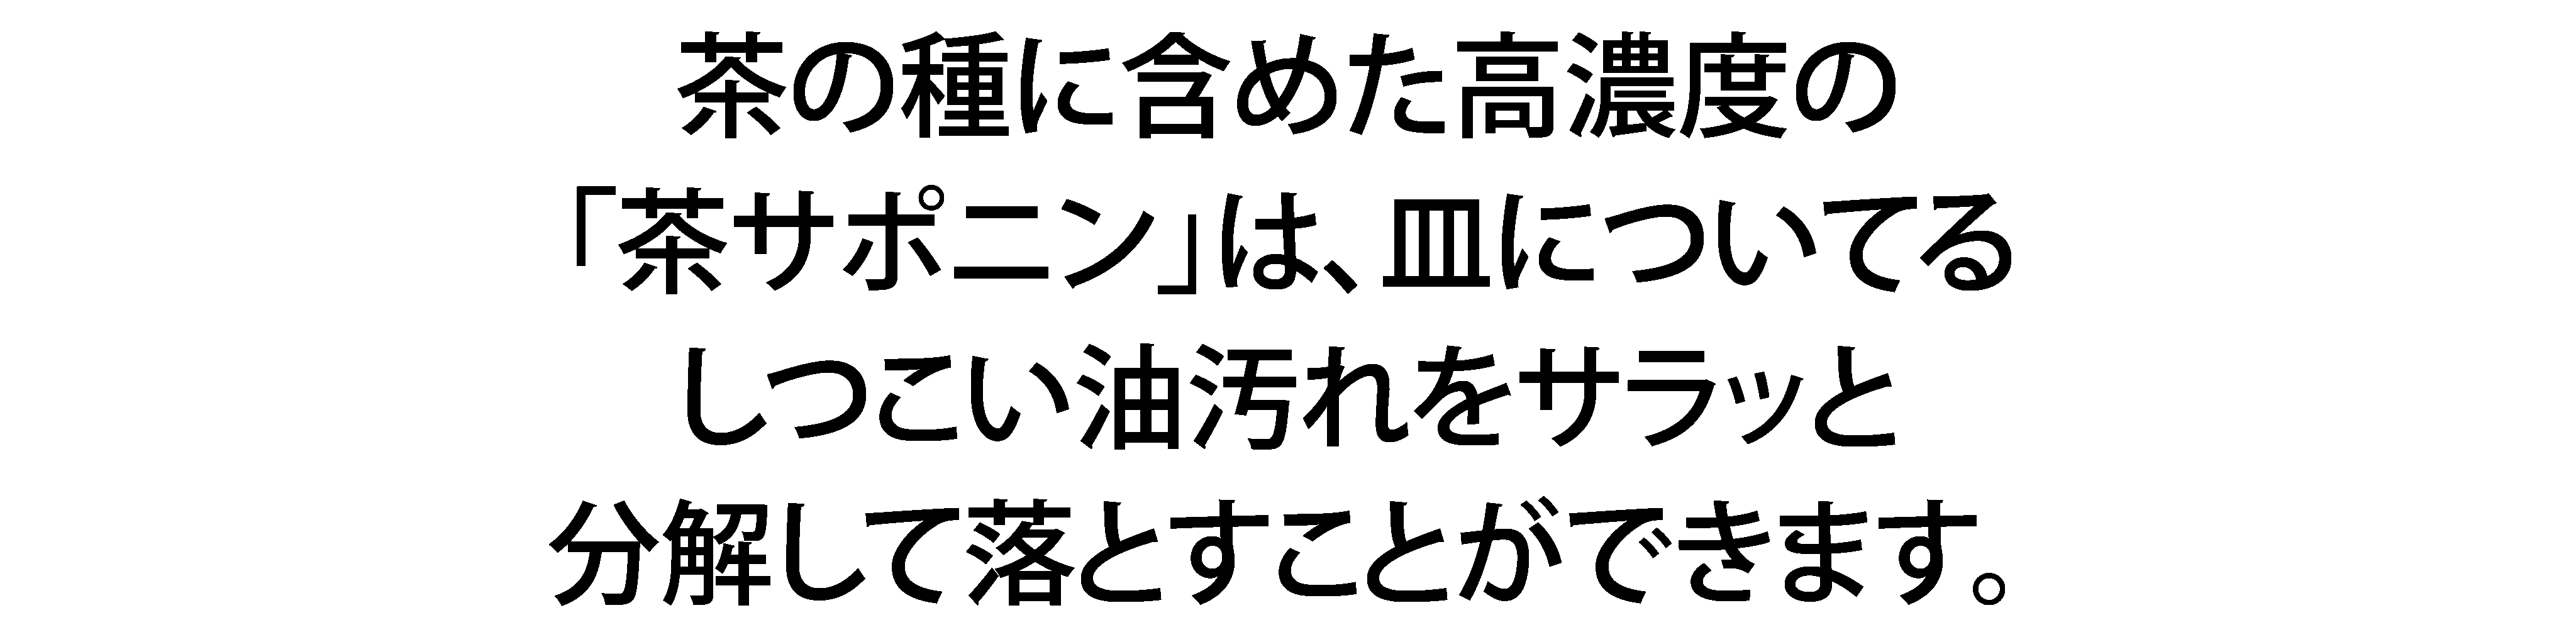 茶の種に含めた高濃度の
「茶サポニン」は、皿についてる
しつこい油汚れをサラッと
分解して落とすことができます。